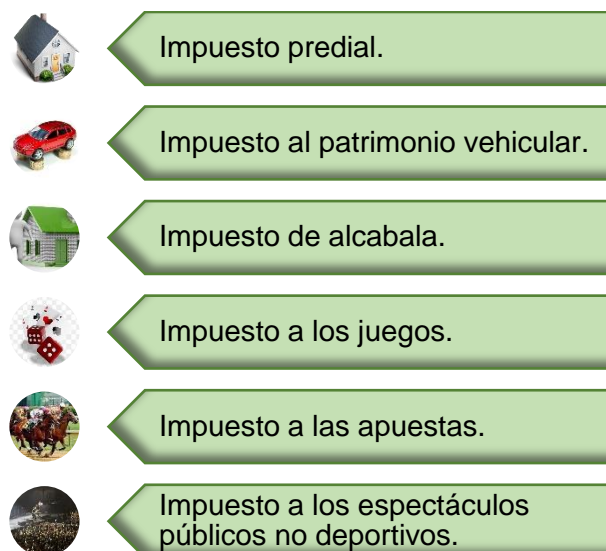 Impuesto predial.
Impuesto al patrimonio vehicular.
Impuesto de alcabala.
Impuesto a los juegos.
Impuesto a las apuestas.
Impuesto a los espectáculos
públicos no deportivos.